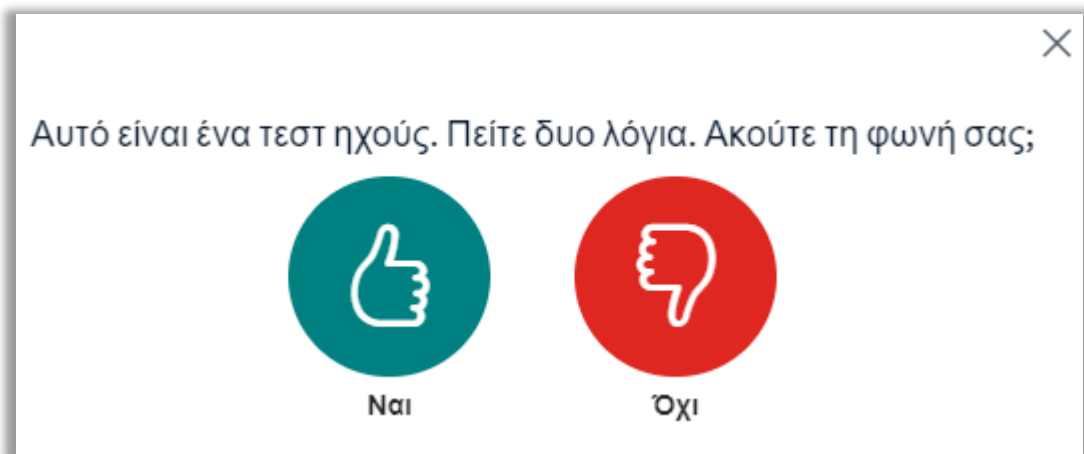 Αυτό είναι ένα τεστ ηχούς. Πείτε δυο λόγια. Ακούτε τη φωνή σας;
Ναι
Όχι